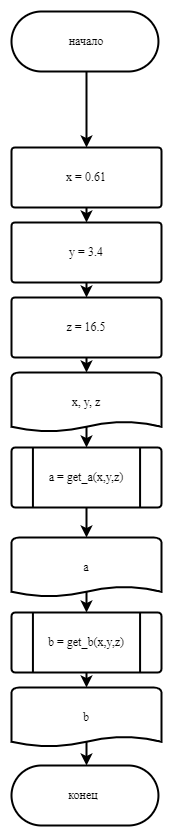 начало
x = 0.61
y = 3.4
z = 16.5
x, y, z
a = get_a(x,y,z)
a
b = get_b(x,y,z)
b
конец